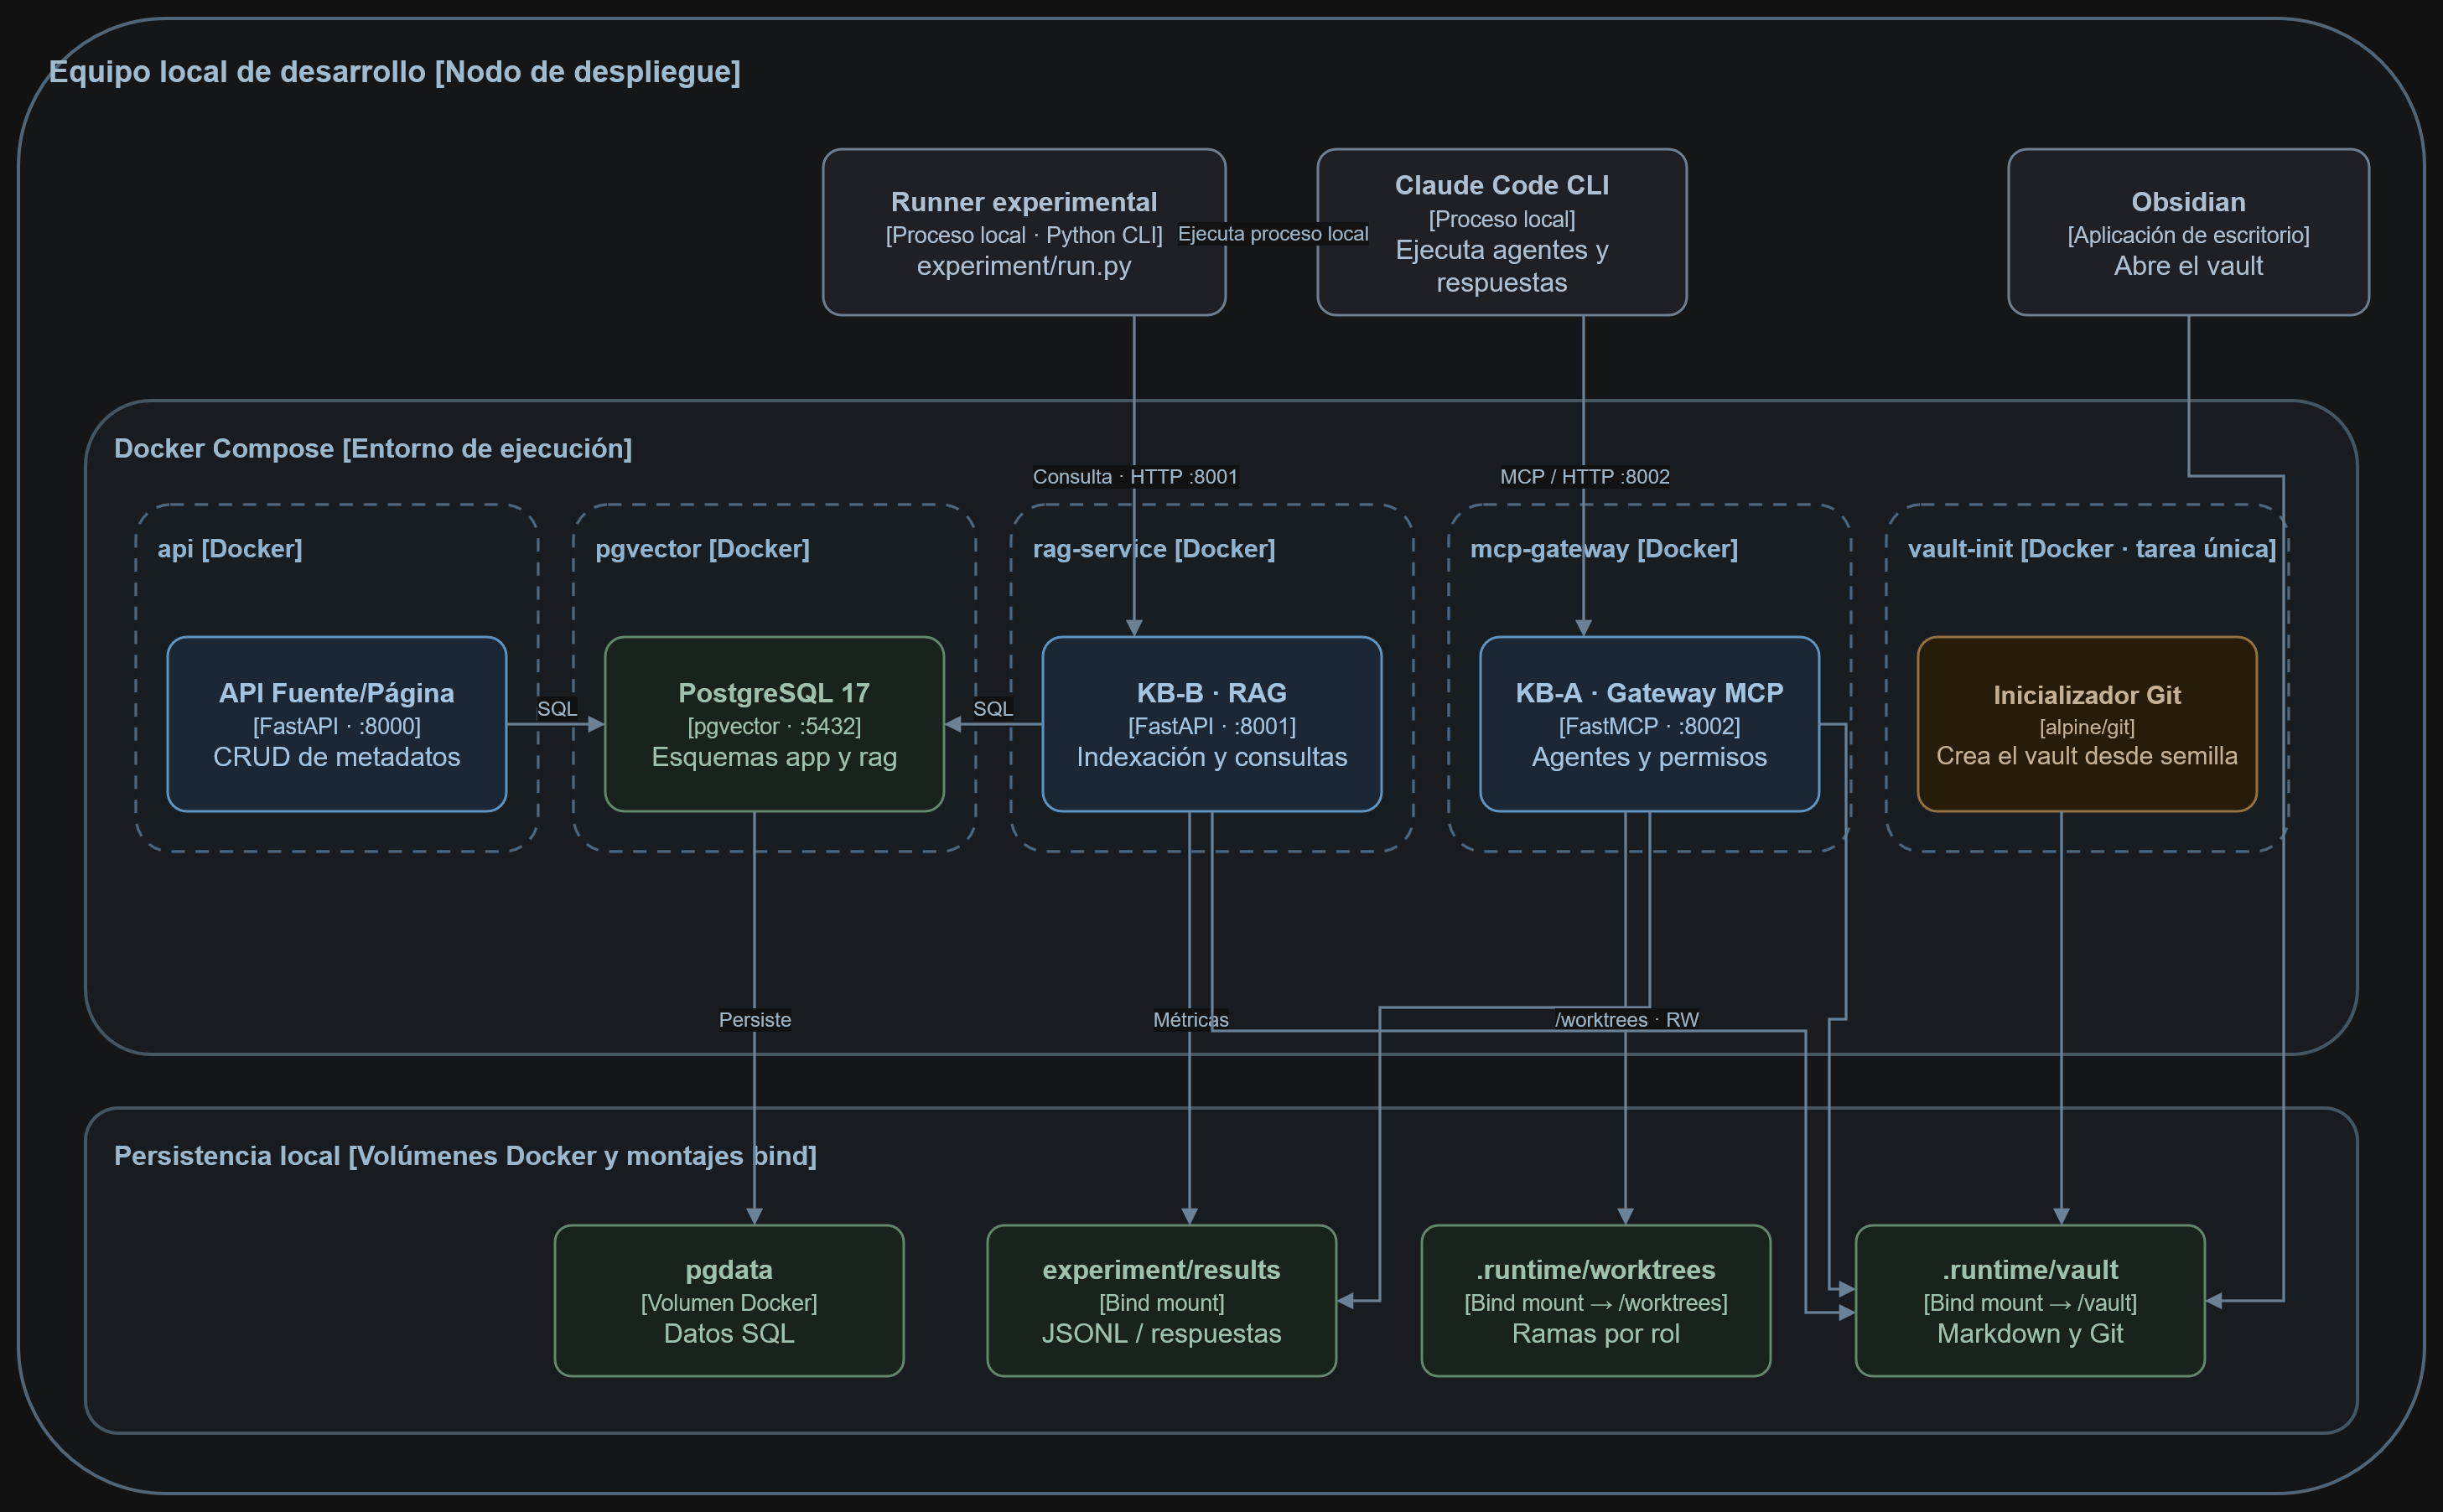 Equipo local de desarrollo [Nodo de despliegue]
Runner experimental
[Proceso local · Python CLI]
experiment/run.py
Ejecuta proceso local
Claude Code CLI
[Proceso local]
Ejecuta agentes y
respuestas
Obsidian
[Aplicación de escritorio]
Abre el vault
Docker Compose [Entorno de ejecución]
Consulta · HTTP :8001
MCP / HTTP :8002
api [Docker]
pgvector [Docker]
rag-service [Docker]
mcp-gateway [Docker]
vault-init [Docker · tarea única]
API Fuente/Página
[FastAPI · :8000]
CRUD de metadatos
SQL
PostgreSQL 17
[pgvector · :5432]
Esquemas app y rag
SQL
KB-B · RAG
[FastAPI · :8001]
Indexación y consultas
KB-A · Gateway MCP
[FastMCP · :8002]
Agentes y permisos
Inicializador Git
[alpine/git]
Crea el vault desde semilla
Persiste
Métricas
/worktrees · RW
Persistencia local [Volúmenes Docker y montajes bind]
pgdata
[Volumen Docker]
Datos SQL
experiment/results
[Bind mount]
JSONL / respuestas
.runtime/worktrees
[Bind mount → /worktrees]
Ramas por rol
.runtime/vault
[Bind mount → /vault]
Markdown y Git